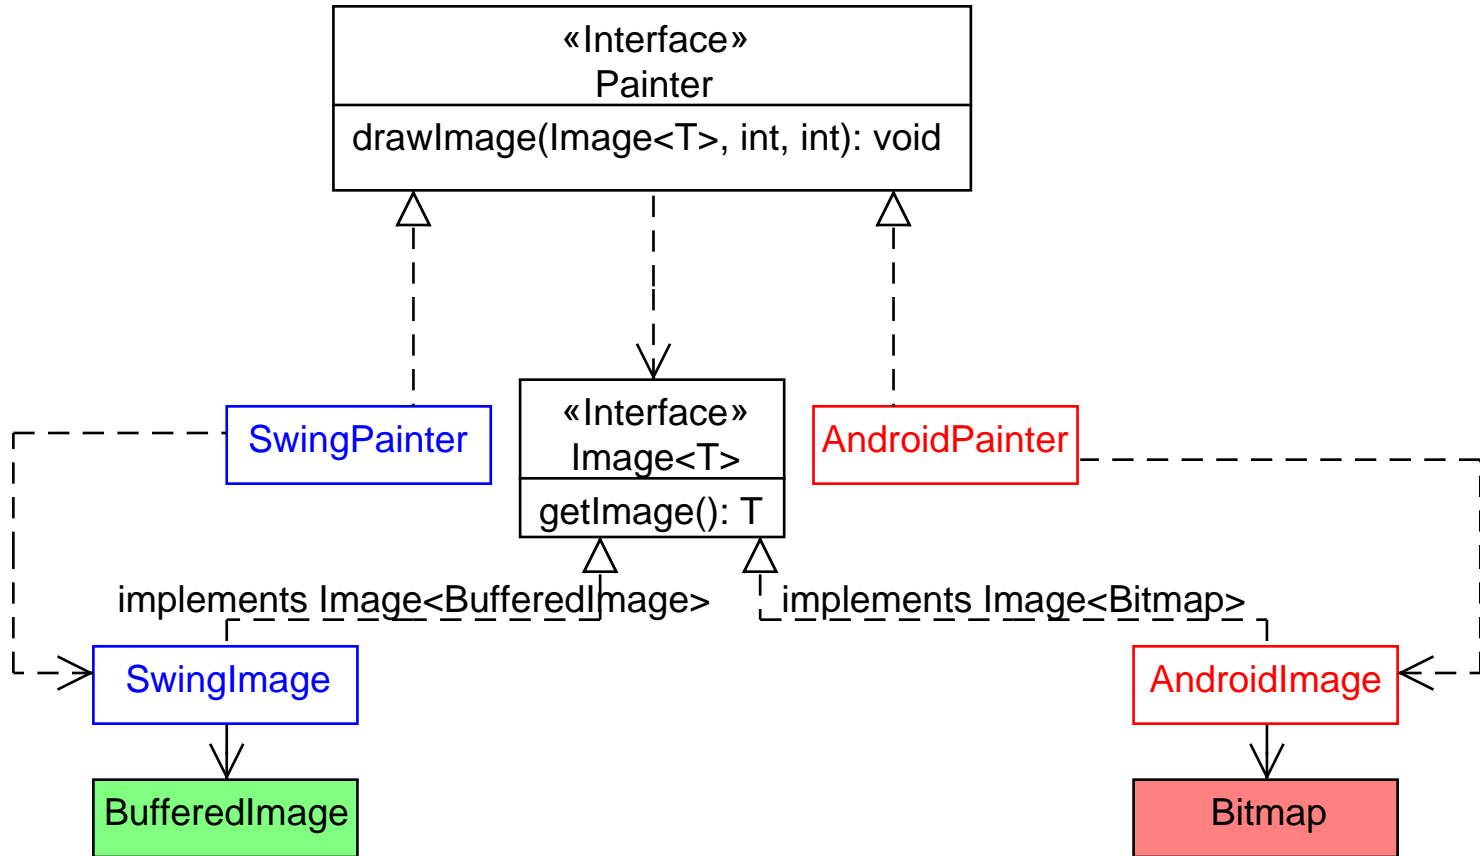 «Interface»
Painter
drawImage(Image<T>, int, int): void
SwingPainter
«Interface»
Image<T>
getImage(): T
AndroidPainter
implements Image<BufferedImage>
implements Image<Bitmap>
SwingImage
AndroidImage
BufferedImage
Bitmap